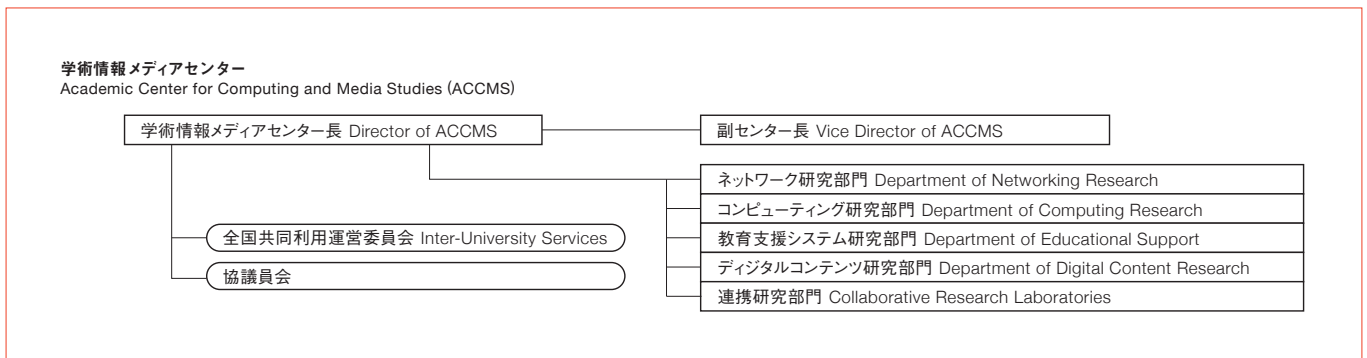 学術情報メディアセンター
Academic Center for Computing and Media Studies (ACCMS)
学術情報メディアセンター長 Director of ACCMS
副センター長 Vice Director of ACCMS
ネットワーク研究部門 Department of Networking Research
コンピューティング研究部門 Department of Computing Research
教育支援システム研究部門 Department of Educational Support
ディジタルコンテンツ研究部門 Department of Digital Content Research
連携研究部門 Collaborative Research Laboratories
全国共同利用運営委員会 Inter-University Services
協議員会